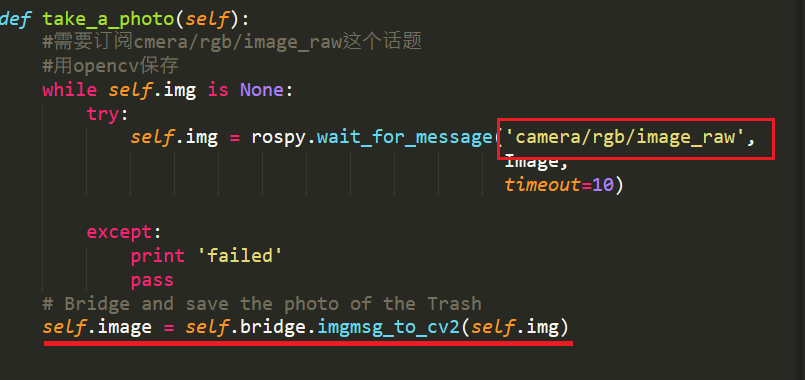 def take_a_photo(self):
#需要订阅cmera/rgb/image_raw这个话题
#用opencv保存
while self.img is None:
try:
self.img = rospy.wait_for_message('camera/rgb/image_raw',
Image,
timeout=10)
except:
print 'failed'
pass
# Bridge and save the photo of the Trash
self.image = self.bridge.imgmsg_to_cv2(self.img)